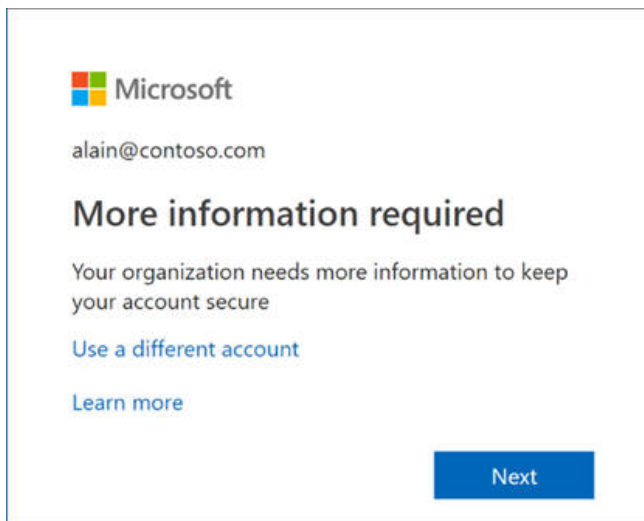 Microsoft
alain@contoso.com
More information required
Your organization needs more information to keep
your account secure
Use a different account
Learn more
Next